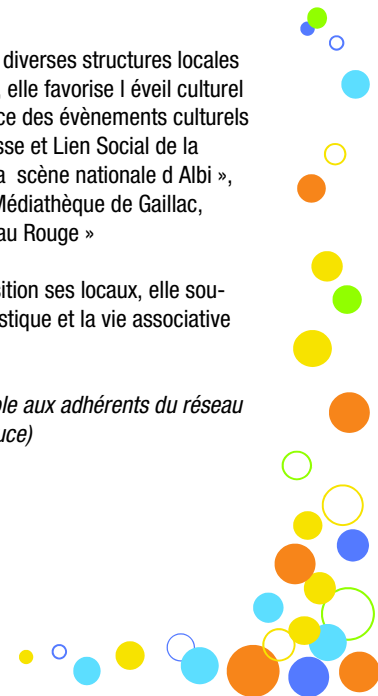 diverses structures locales
elle favorise l éveil culturel
ce des évènements culturels
sse et Lien Social de la
a scène nationale d Albi »,
Médiathèque de Gaillac,
au Rouge »
sition ses locaux, elle sou-
stique et la vie associative
ble aux adhérents du réseau
uce)